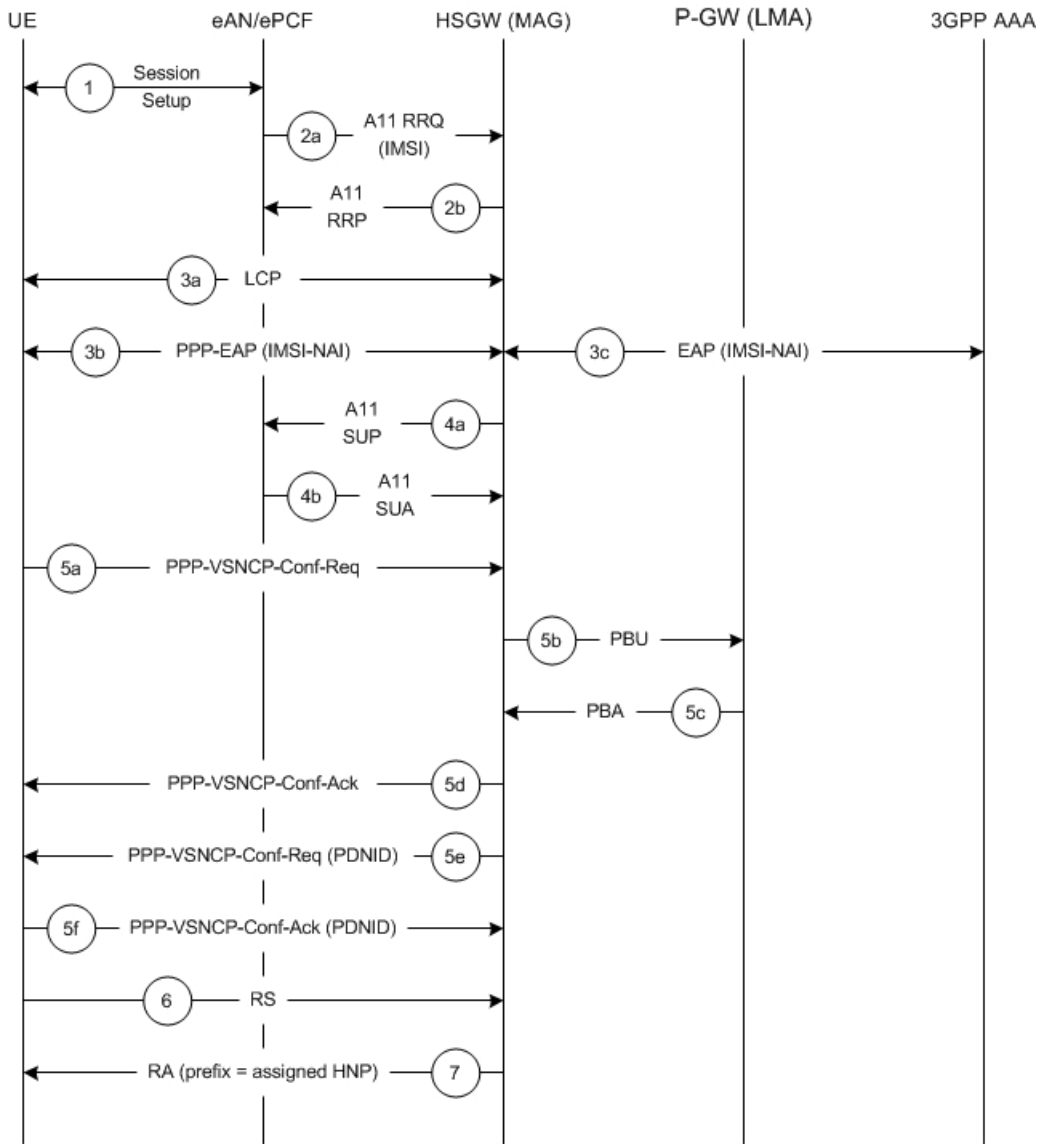 UE eAN/ePCF HSGW (MAG) P-GW (LMA) 3GPP AAA
1 Session
Setup
2a A11 RRQ
(IMSI)
A11
RRP 2b
3a LCP
3b PPP-EAP (IMSI-NAI) 3c EAP (IMSI-NAI)
A11
SUP 4a
4b A11
SUA
5a PPP-VSNCP-Conf-Req
5b PBU
PBA 5c
PPP-VSNCP-Conf-Ack 5d
PPP-VSNCP-Conf-Req (PDNID) 5e
5f PPP-VSNCP-Conf-Ack (PDNID)
6 RS
RA (prefix = assigned HNP) 7